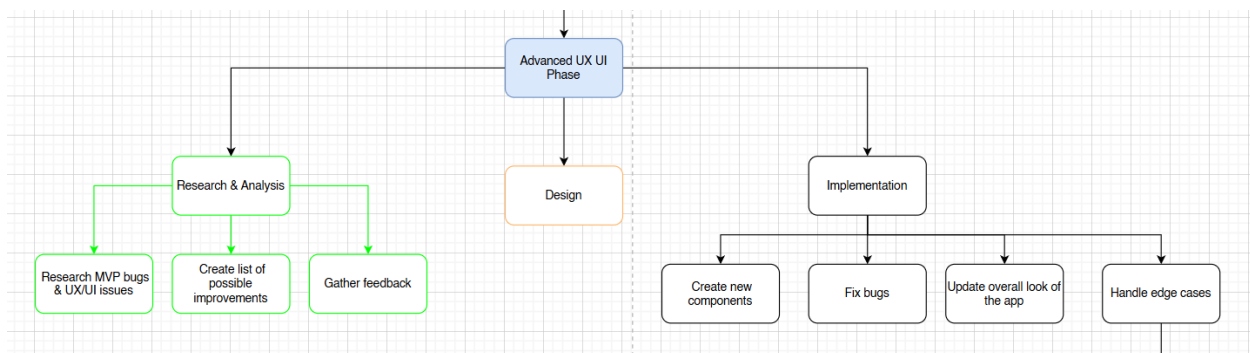 Advanced UX UI
Phase
Research & Analysis
Design
Implementation
Research MVP bugs
& UX/UI issues
Create list of
possible
improvements
Gather feedback
Create new
components
Fix bugs
Update overall look of
the app
Handle edge cases